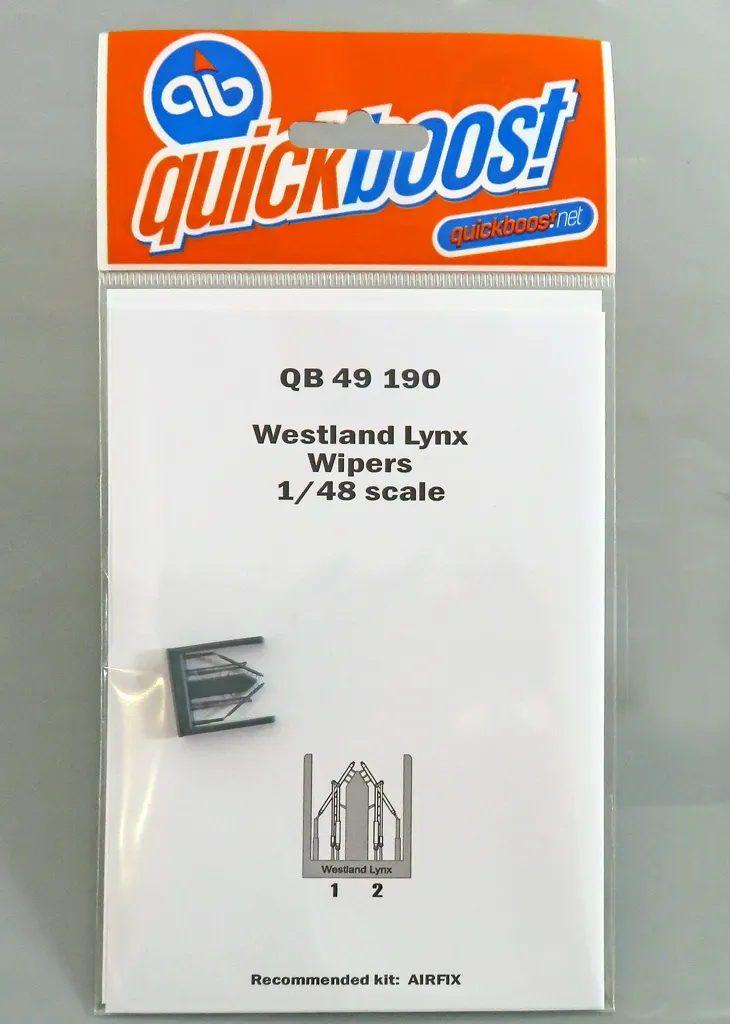 qb
quickboost
quickboost.net
QB 49 190
Westland Lynx
Wipers
1/48 scale
Westland Lynx
1 2
Recommended kit: AIRFIX